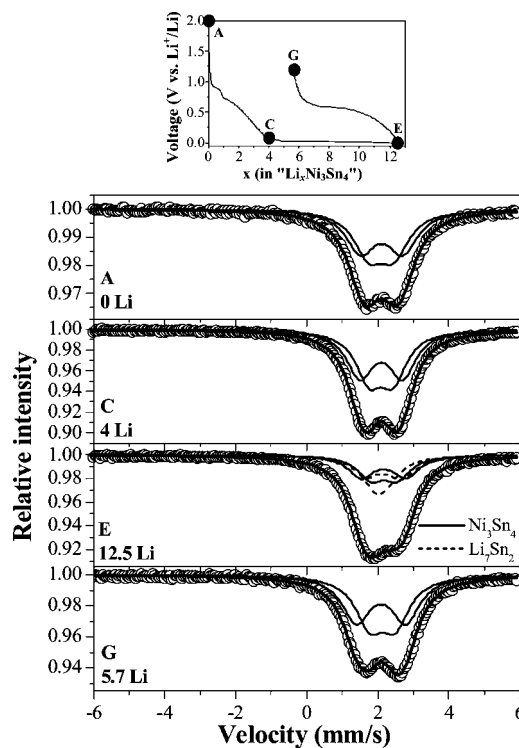 2.0
A
G
1.5
1.0
0.5
C
E
0.0
0 2 4 6 8 10 12
Voltage (V vs. Li⁺/Li)
x (in "LiₓNi₃Sn₄")
1.00
0.99
0.98
0.97
A
0 Li
1.00
0.98
0.96
0.94
0.92
0.90
C
4 Li
1.00
0.98
0.96
0.94
0.92
E
12.5 Li
Ni₃Sn₄
Li₇Sn₂
1.00
0.98
0.96
0.94
G
5.7 Li
-6 -4 -2 0 2 4 6
Relative intensity
Velocity (mm/s)